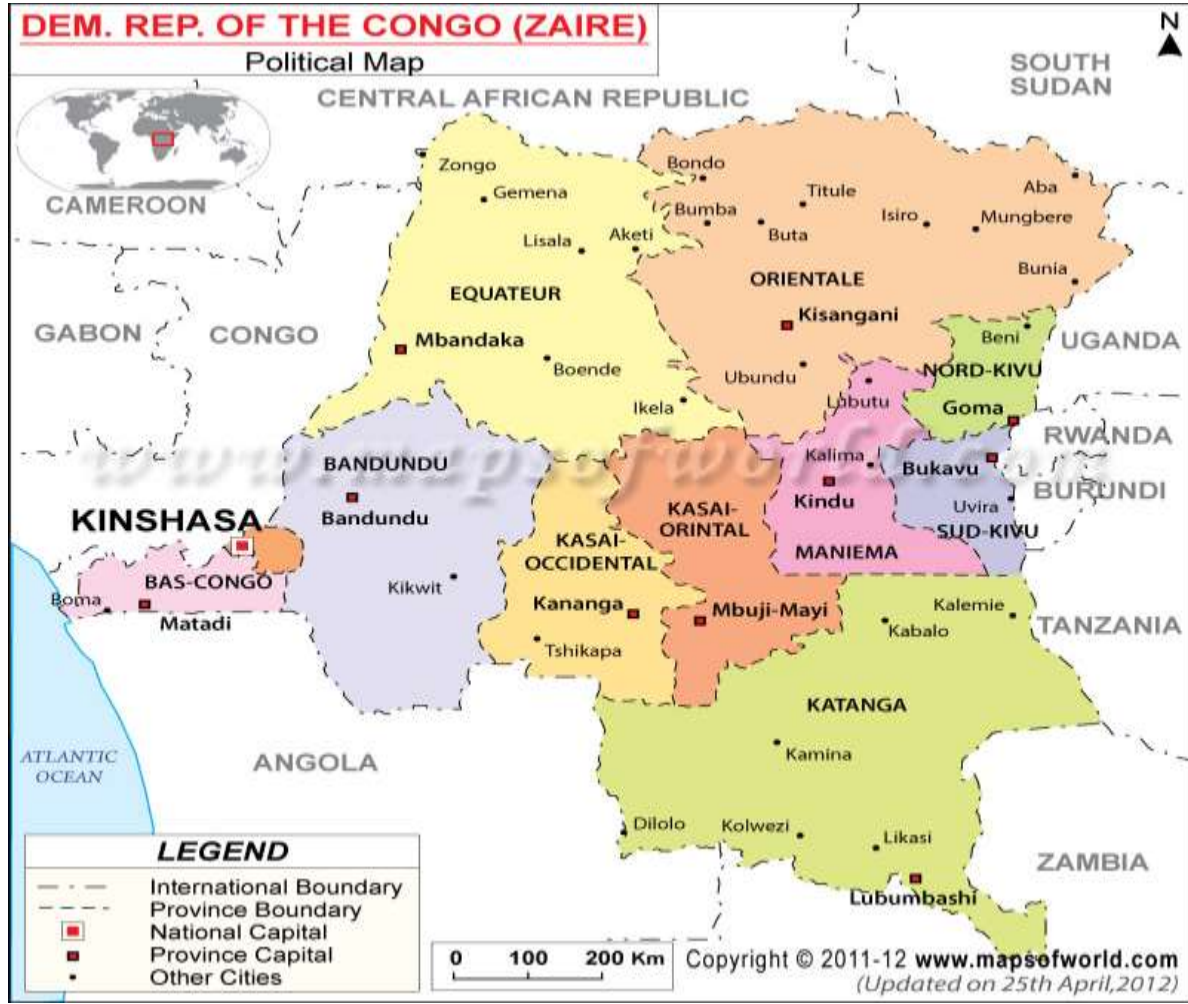 DEM. REP. OF THE CONGO (ZAIRE)
Political Map
N
SOUTH
SUDAN
CENTRAL AFRICAN REPUBLIC
CAMEROON
Zongo
Gemena
Lisala
Aketi
Bondo
Bumba
Titule
Buta
Isiro
Mungbere
Aba
Bunia
EQUATEUR
ORIENTALE
GABON
CONGO
Mbandaka
Boende
Ikela
Kisangani
Ubundu
Beni
NORD-KIVU
UGANDA
Lubutu
Goma
RWANDA
www.mapsofworld.com
BANDUNDU
Bandundu
Kalima
Kindu
Bukavu
BURUNDI
Uvira
SUD-KIVU
KINSHASA
KASAI-
ORINTAL
KASAI-
OCCIDENTAL
MANIEMA
BAS-CONGO
Boma
Matadi
Kikwit
Kananga
Tshikapa
Mbuji-Mayi
Kalemie
Kabalo
TANZANIA
KATANGA
Kamina
ANGOLA
ATLANTIC
OCEAN
Dilolo
Kolwezi
Likasi
Lubumbashi
ZAMBIA
LEGEND
International Boundary
Province Boundary
National Capital
Province Capital
Other Cities
0 100 200 Km
Copyright © 2011-12 www.mapsofworld.com
(Updated on 25th April,2012)